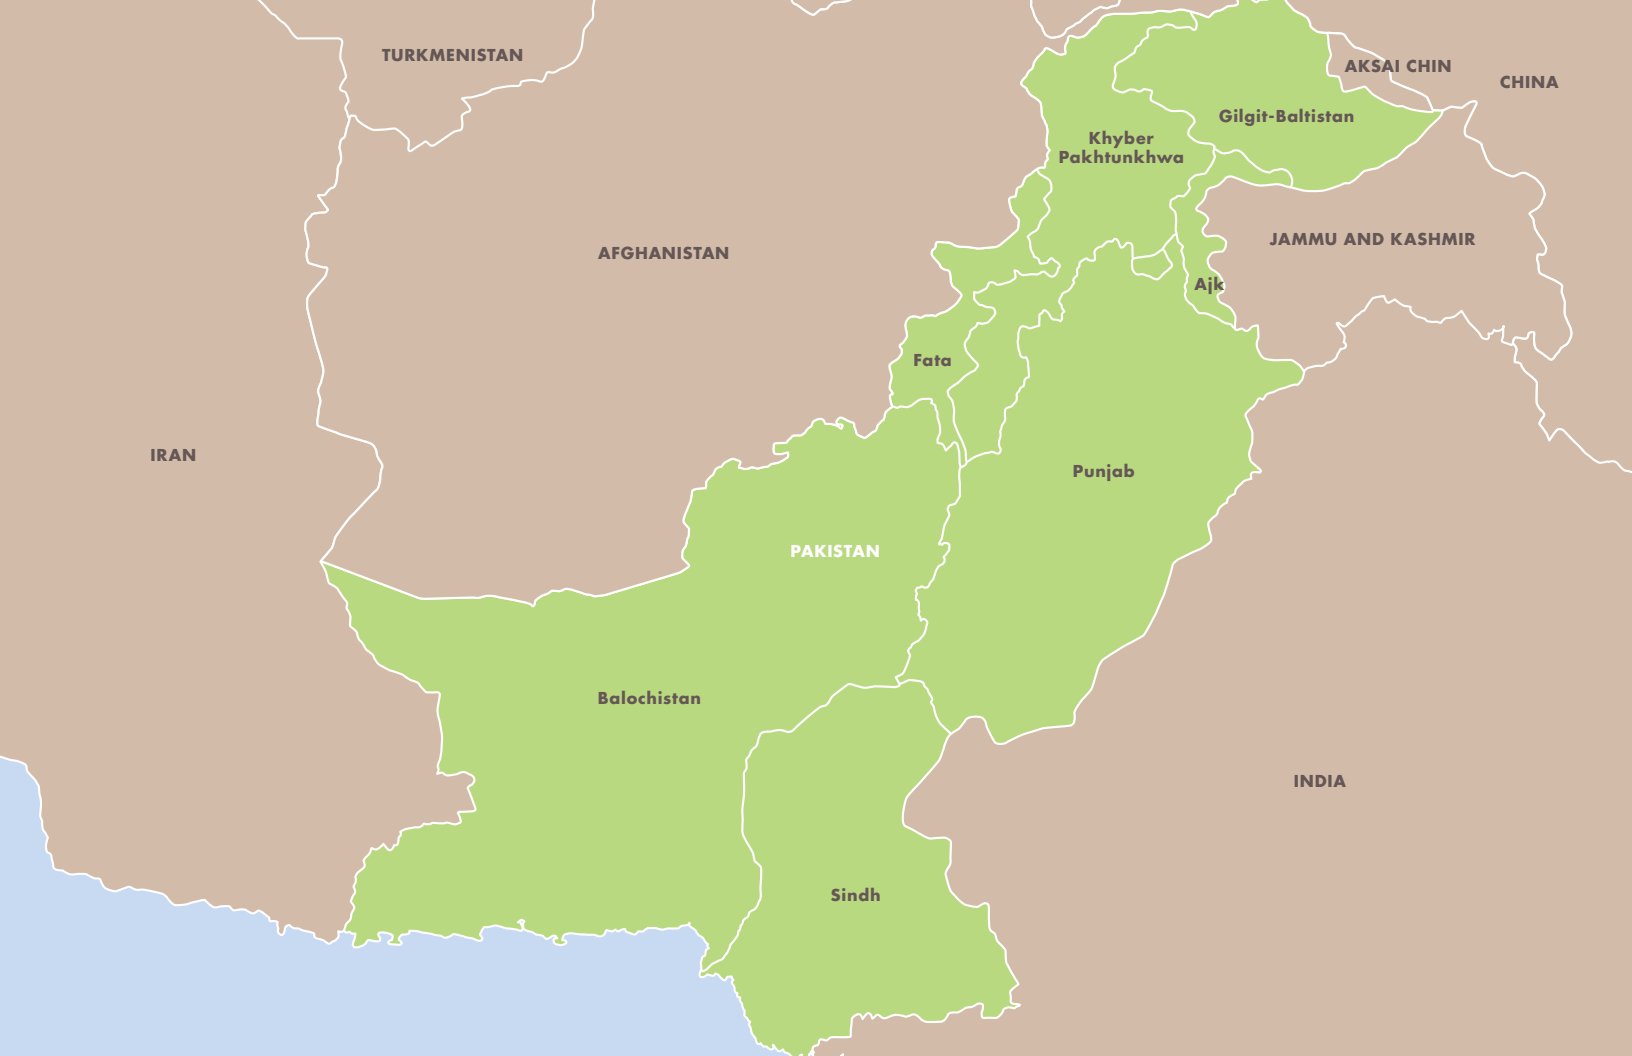 TURKMENISTAN
AKSAI CHIN
CHINA
Gilgit-Baltistan
Khyber
Pakhtunkhwa
JAMMU AND KASHMIR
AFGHANISTAN
Ajk
Fata
IRAN
Punjab
PAKISTAN
Balochistan
INDIA
Sindh